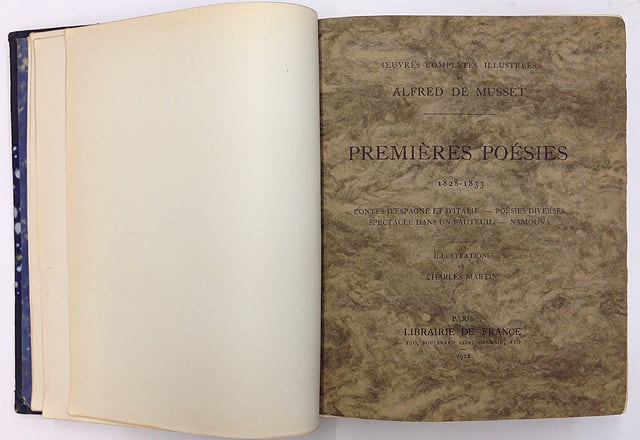 ŒUVRES COMPLÈTES ILLUSTRÉES
ALFRED DE MUSSET
PREMIÈRES POÉSIES
1828-1833
CONTES D'ESPAGNE ET D'ITALIE. — POÉSIES DIVERSES.
SPECTACLE DANS UN FAUTEUIL. — NAMOUNA.
ILLUSTRATIONS
DE
CHARLES MARTIN
PARIS
LIBRAIRIE DE FRANCE
110, BOULEVARD SAINT-GERMAIN, 110